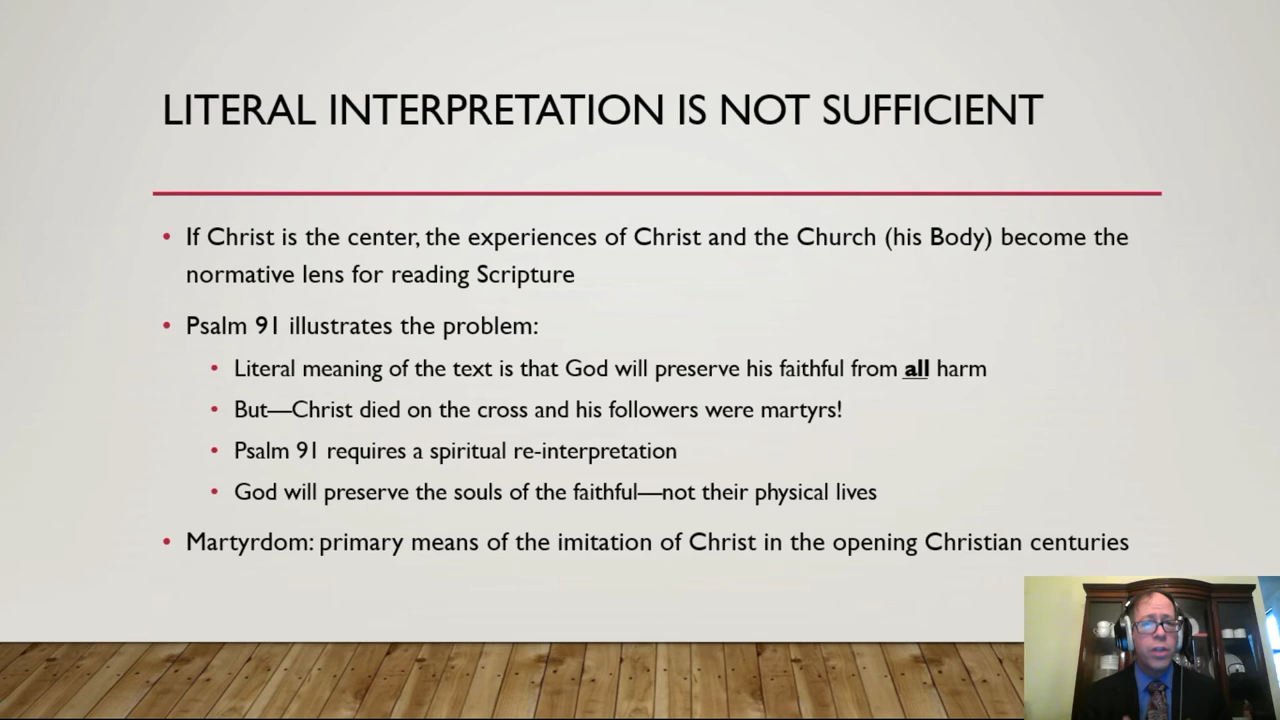 LITERAL INTERPRETATION IS NOT SUFFICIENT
• If Christ is the center, the experiences of Christ and the Church (his Body) become the
normative lens for reading Scripture
• Psalm 91 illustrates the problem:
• Literal meaning of the text is that God will preserve his faithful from all harm
• But—Christ died on the cross and his followers were martyrs!
• Psalm 91 requires a spiritual re-interpretation
• God will preserve the souls of the faithful—not their physical lives
• Martyrdom: primary means of the imitation of Christ in the opening Christian centuries